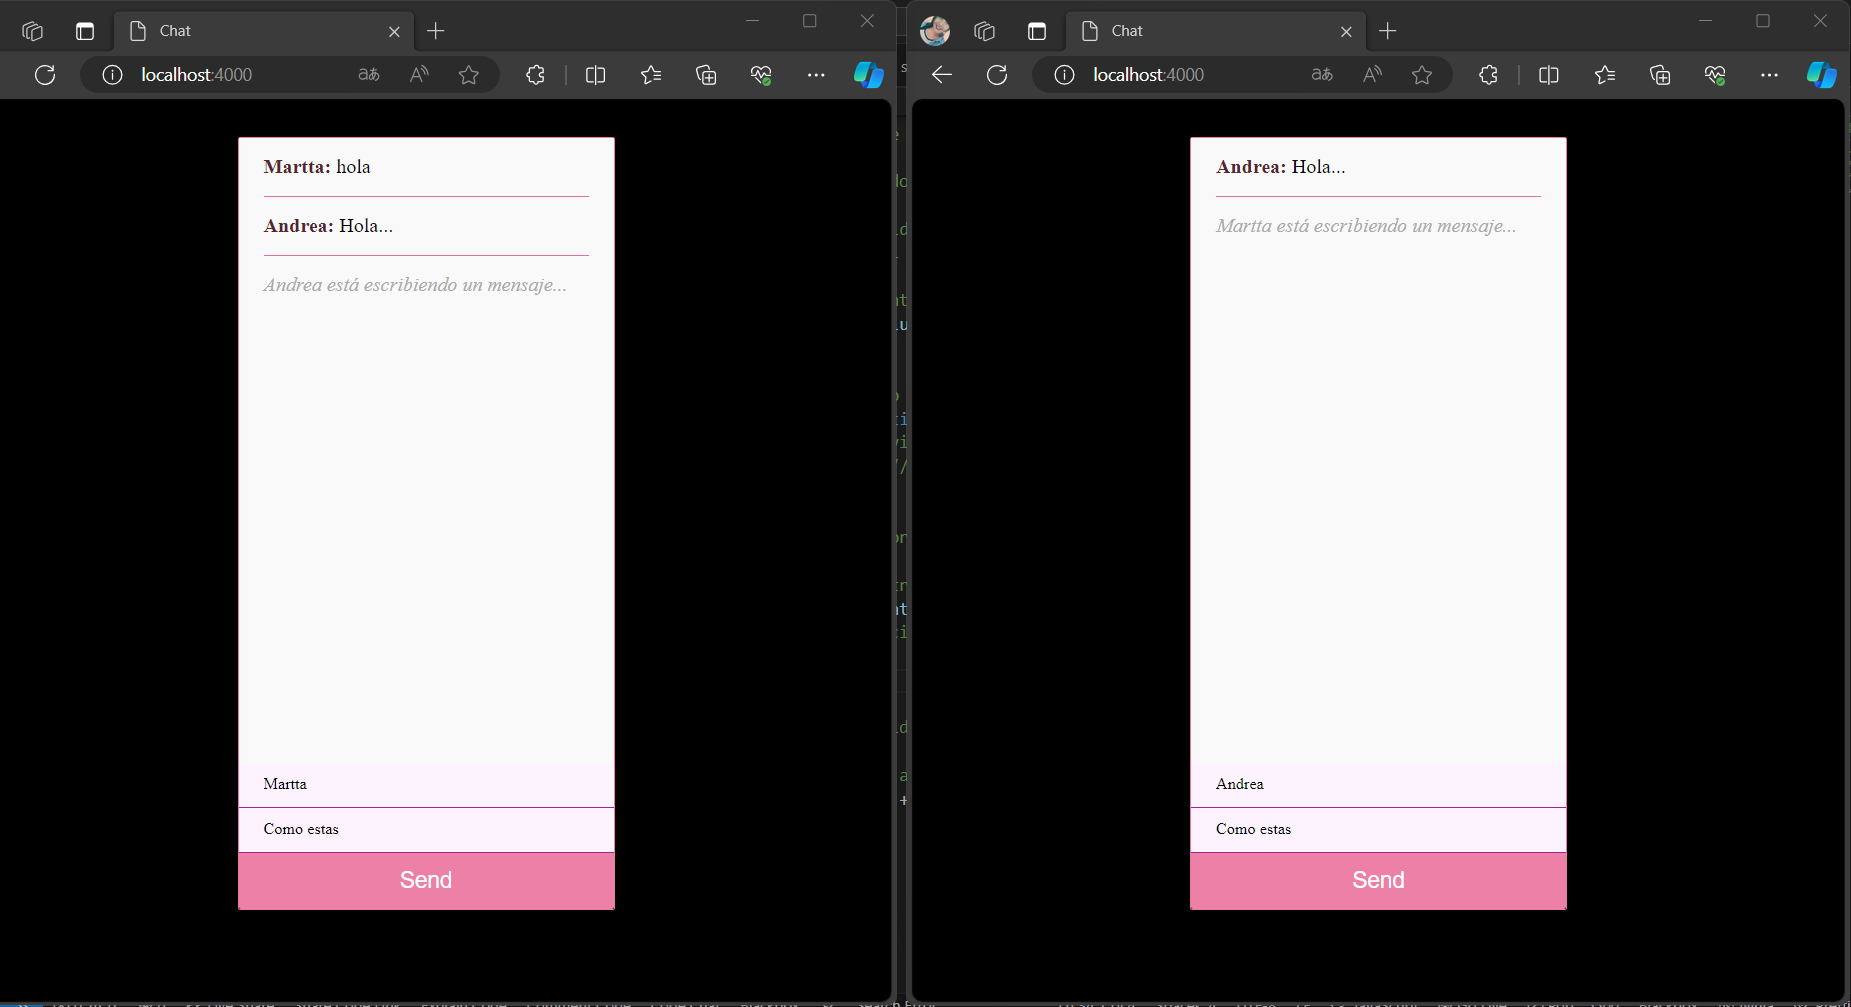 Chat
localhost:4000
Martta: hola
Andrea: Hola...
Andrea está escribiendo un mensaje...
Martta
Como estas
Send
Chat
localhost:4000
Andrea: Hola...
Martta está escribiendo un mensaje...
Andrea
Como estas
Send